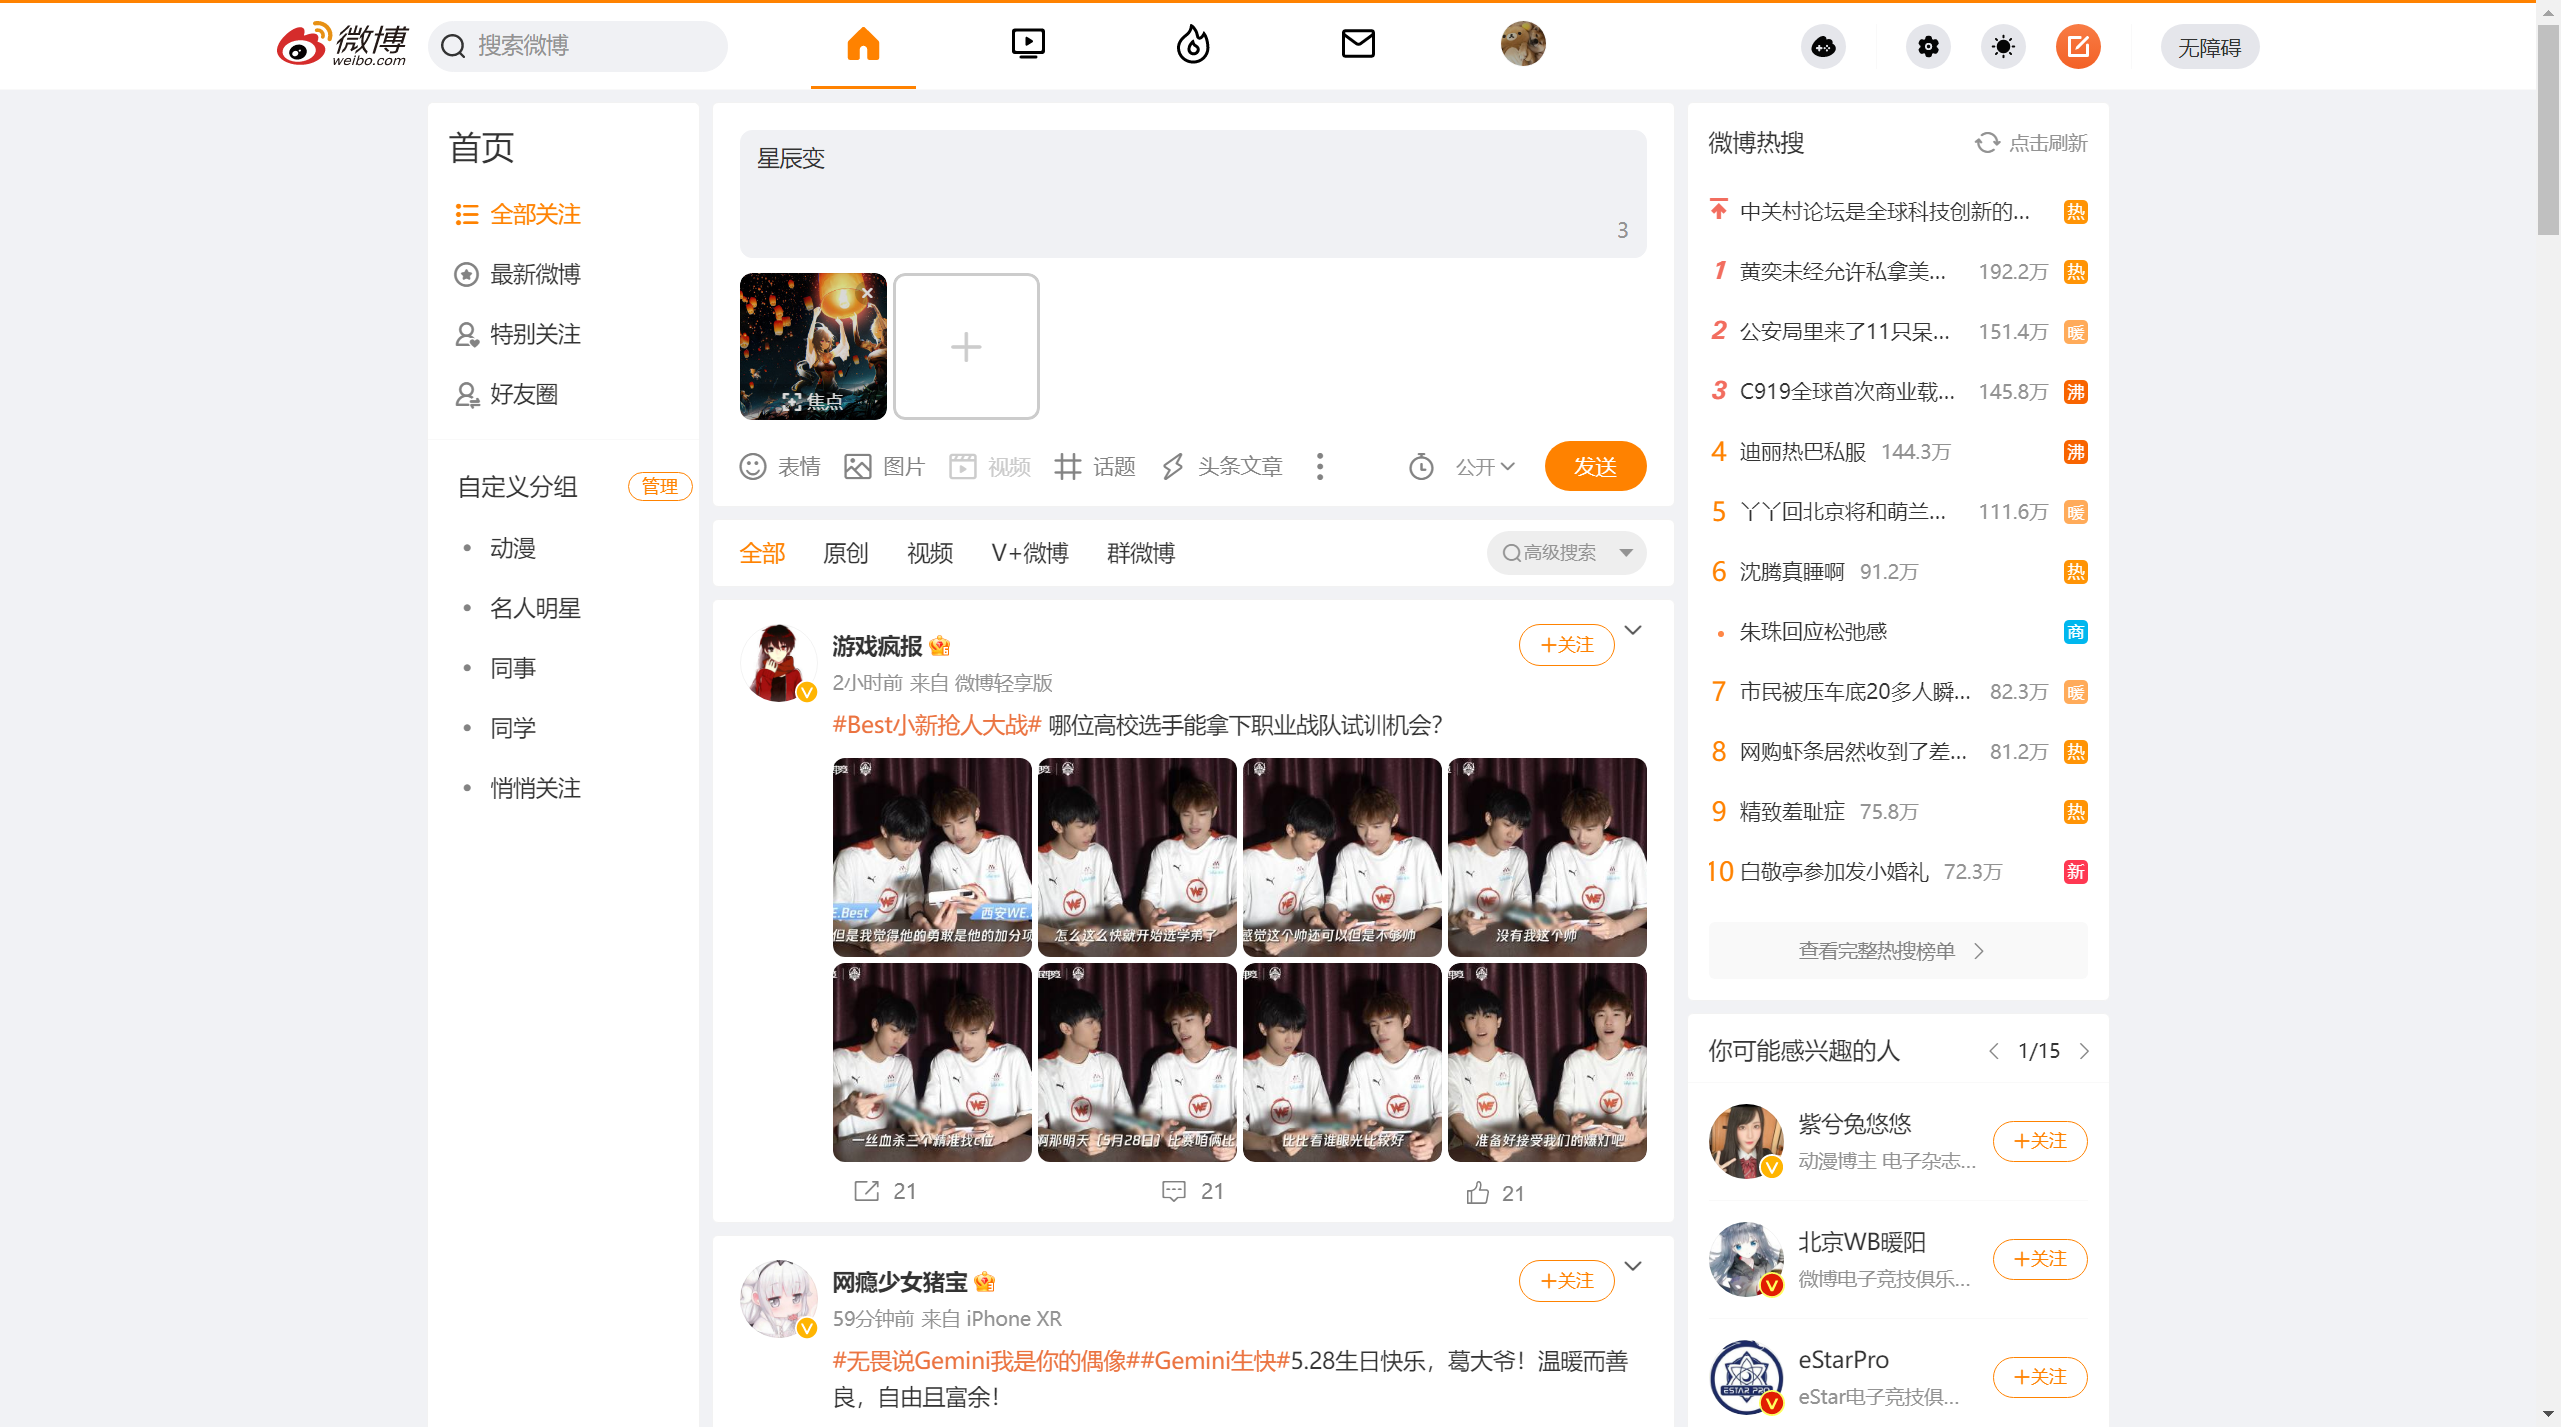 微博
weibo.com
搜索微博
无障碍
首页
全部关注
最新微博
特别关注
好友圈
自定义分组
管理
动漫
名人明星
同事
同学
悄悄关注
星辰变
3
焦点
表情
图片
视频
话题
头条文章
公开
发送
全部
原创
视频
V+微博
群微博
高级搜索
游戏疯报
+关注
2小时前 来自 微博轻享版
#Best小新抢人大战# 哪位高校选手能拿下职业战队试训机会？
E.Best
西安WE.
但是我觉得他的勇敢是他的加分项
怎么这么快就开始选学弟了
感觉这个帅还可以但是不够帅
没有我这个帅
一丝血杀三个精准找c位
啊那明天（5月28日）比赛咱俩比
比比看谁眼光比较好
准备好接受我们的爆灯吧
21
21
21
网瘾少女猪宝
+关注
59分钟前 来自 iPhone XR
#无畏说Gemini我是你的偶像##Gemini生快#5.28生日快乐，葛大爷！温暖而善
良，自由且富余！
微博热搜
点击刷新
中关村论坛是全球科技创新的... 热
1 黄奕未经允许私拿美... 192.2万 热
2 公安局里来了11只呆... 151.4万 暖
3 C919全球首次商业载... 145.8万 沸
4 迪丽热巴私服 144.3万 沸
5 丫丫回北京将和萌兰... 111.6万 暖
6 沈腾真睡啊 91.2万 热
朱珠回应松弛感 商
7 市民被压车底20多人瞬... 82.3万 暖
8 网购虾条居然收到了差... 81.2万 热
9 精致羞耻症 75.8万 热
10 白敬亭参加发小婚礼 72.3万 新
查看完整热搜榜单
你可能感兴趣的人
1/15
紫兮兔悠悠
动漫博主 电子杂志...
+关注
北京WB暖阳
微博电子竞技俱乐...
+关注
eStarPro
eStar电子竞技俱...
+关注
ESTAR PRO